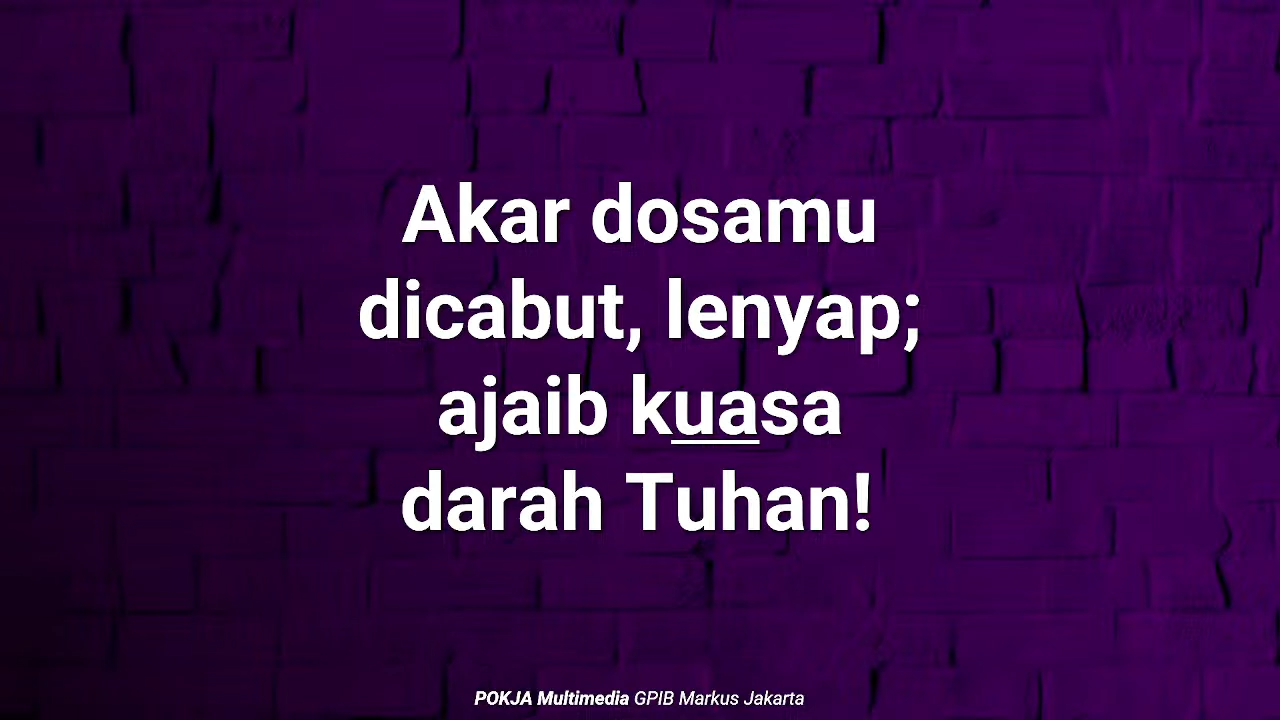 Akar dosamu
dicabut, lenyap;
ajaib kuasa
darah Tuhan!
POKJA Multimedia GPIB Markus Jakarta